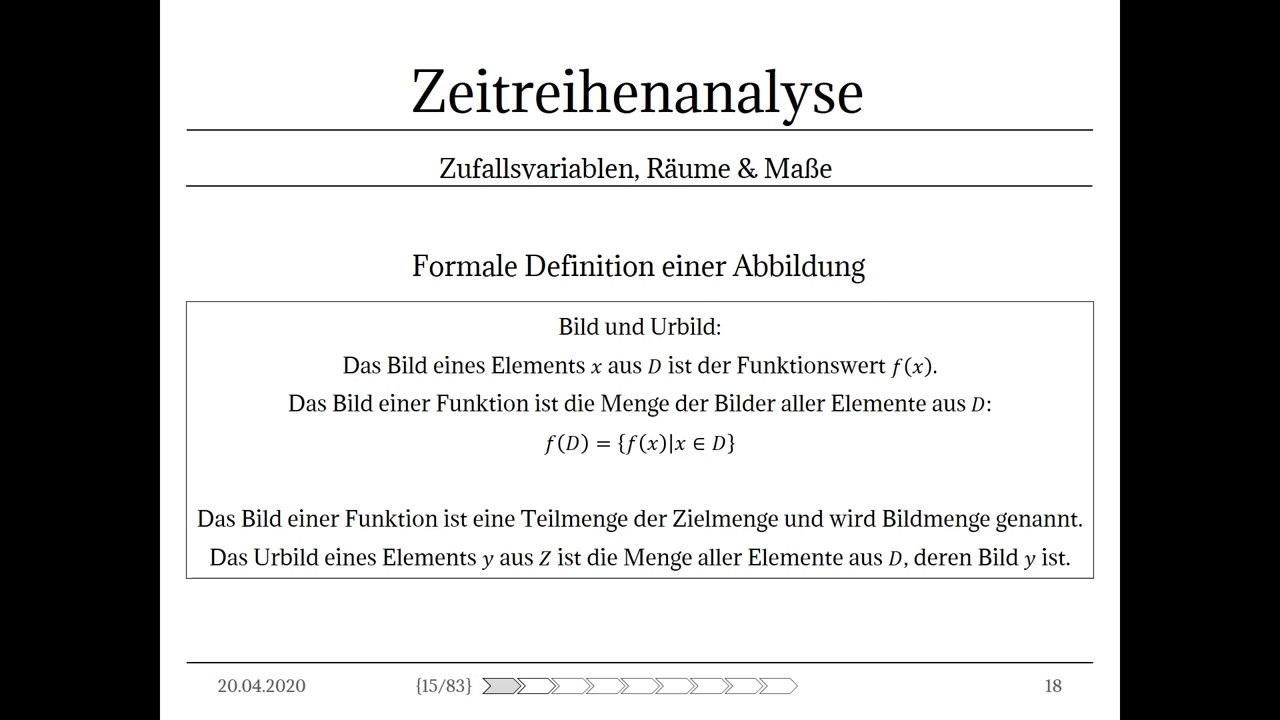 Zeitreihenanalyse
Zufallsvariablen, Räume & Maße
Formale Definition einer Abbildung
Bild und Urbild:
Das Bild eines Elements x aus D ist der Funktionswert f(x).
Das Bild einer Funktion ist die Menge der Bilder aller Elemente aus D:
f(D) = {f(x)|x ∈ D}
Das Bild einer Funktion ist eine Teilmenge der Zielmenge und wird Bildmenge genannt.
Das Urbild eines Elements y aus Z ist die Menge aller Elemente aus D, deren Bild y ist.
20.04.2020 {15/83} 18